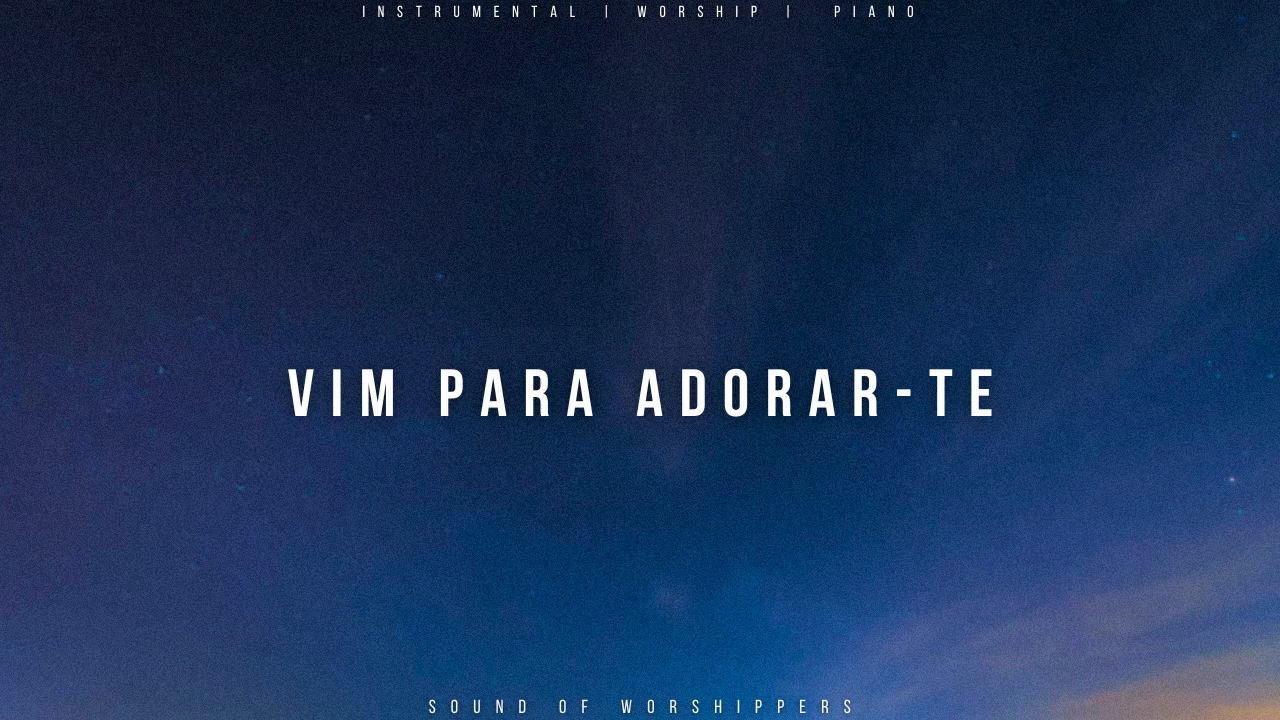 INSTRUMENTAL | WORSHIP | PIANO
VIM PARA ADORAR-TE
SOUND OF WORSHIPPERS